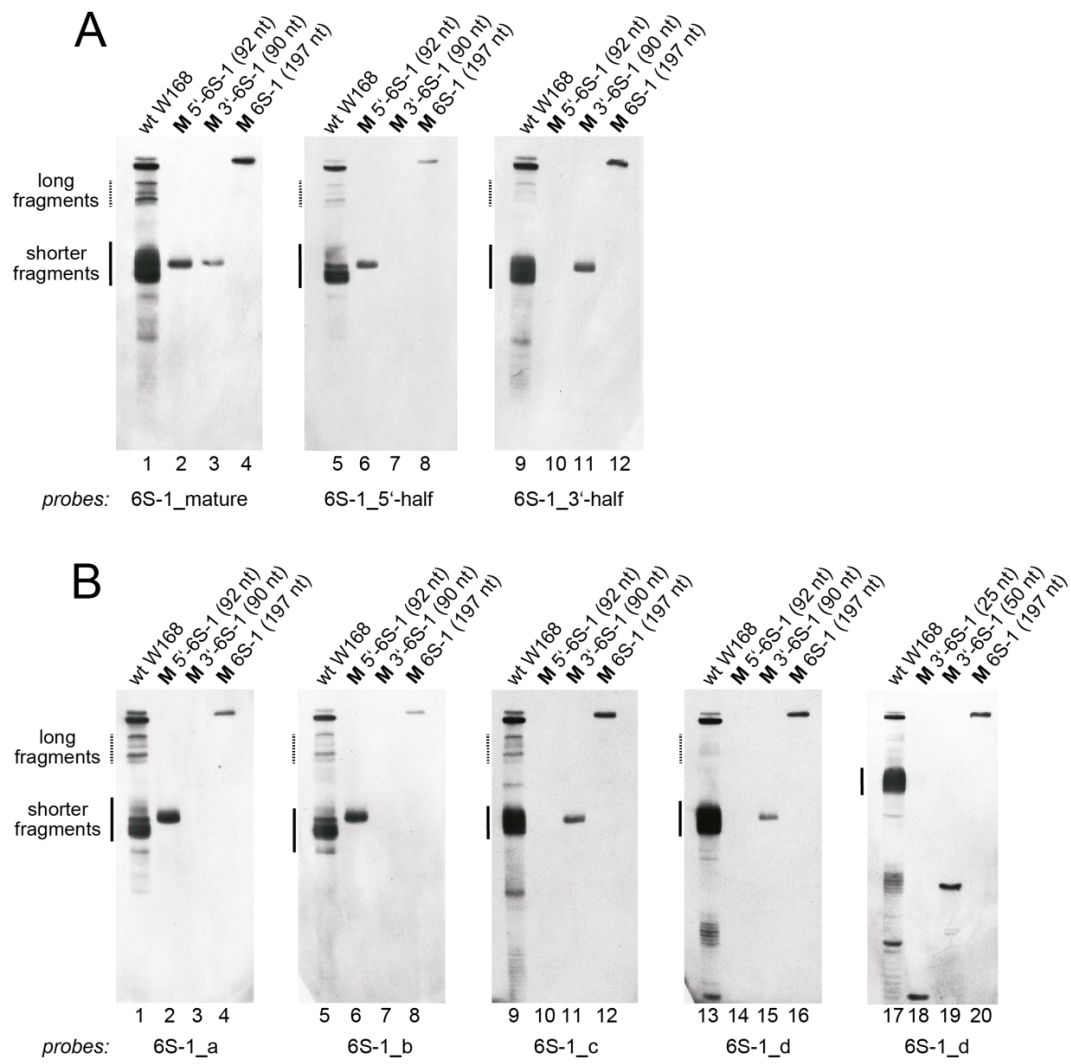 A
wt W168
M 5‘-6S-1 (92 nt)
M 3‘-6S-1 (90 nt)
M 6S-1 (197 nt)
wt W168
M 5‘-6S-1 (92 nt)
M 3‘-6S-1 (90 nt)
M 6S-1 (197 nt)
wt W168
M 5‘-6S-1 (92 nt)
M 3‘-6S-1 (90 nt)
M 6S-1 (197 nt)
long
fragments
shorter
fragments
1 2 3 4 5 6 7 8 9 10 11 12
probes: 6S-1_mature 6S-1_5‘-half 6S-1_3‘-half
B
wt W168
M 5‘-6S-1 (92 nt)
M 3‘-6S-1 (90 nt)
M 6S-1 (197 nt)
wt W168
M 5‘-6S-1 (92 nt)
M 3‘-6S-1 (90 nt)
M 6S-1 (197 nt)
wt W168
M 5‘-6S-1 (92 nt)
M 3‘-6S-1 (90 nt)
M 6S-1 (197 nt)
wt W168
M 5‘-6S-1 (92 nt)
M 3‘-6S-1 (90 nt)
M 6S-1 (197 nt)
wt W168
M 3‘-6S-1 (25 nt)
M 3‘-6S-1 (50 nt)
M 6S-1 (197 nt)
long
fragments
shorter
fragments
1 2 3 4 5 6 7 8 9 10 11 12 13 14 15 16 17 18 19 20
probes: 6S-1_a 6S-1_b 6S-1_c 6S-1_d 6S-1_d